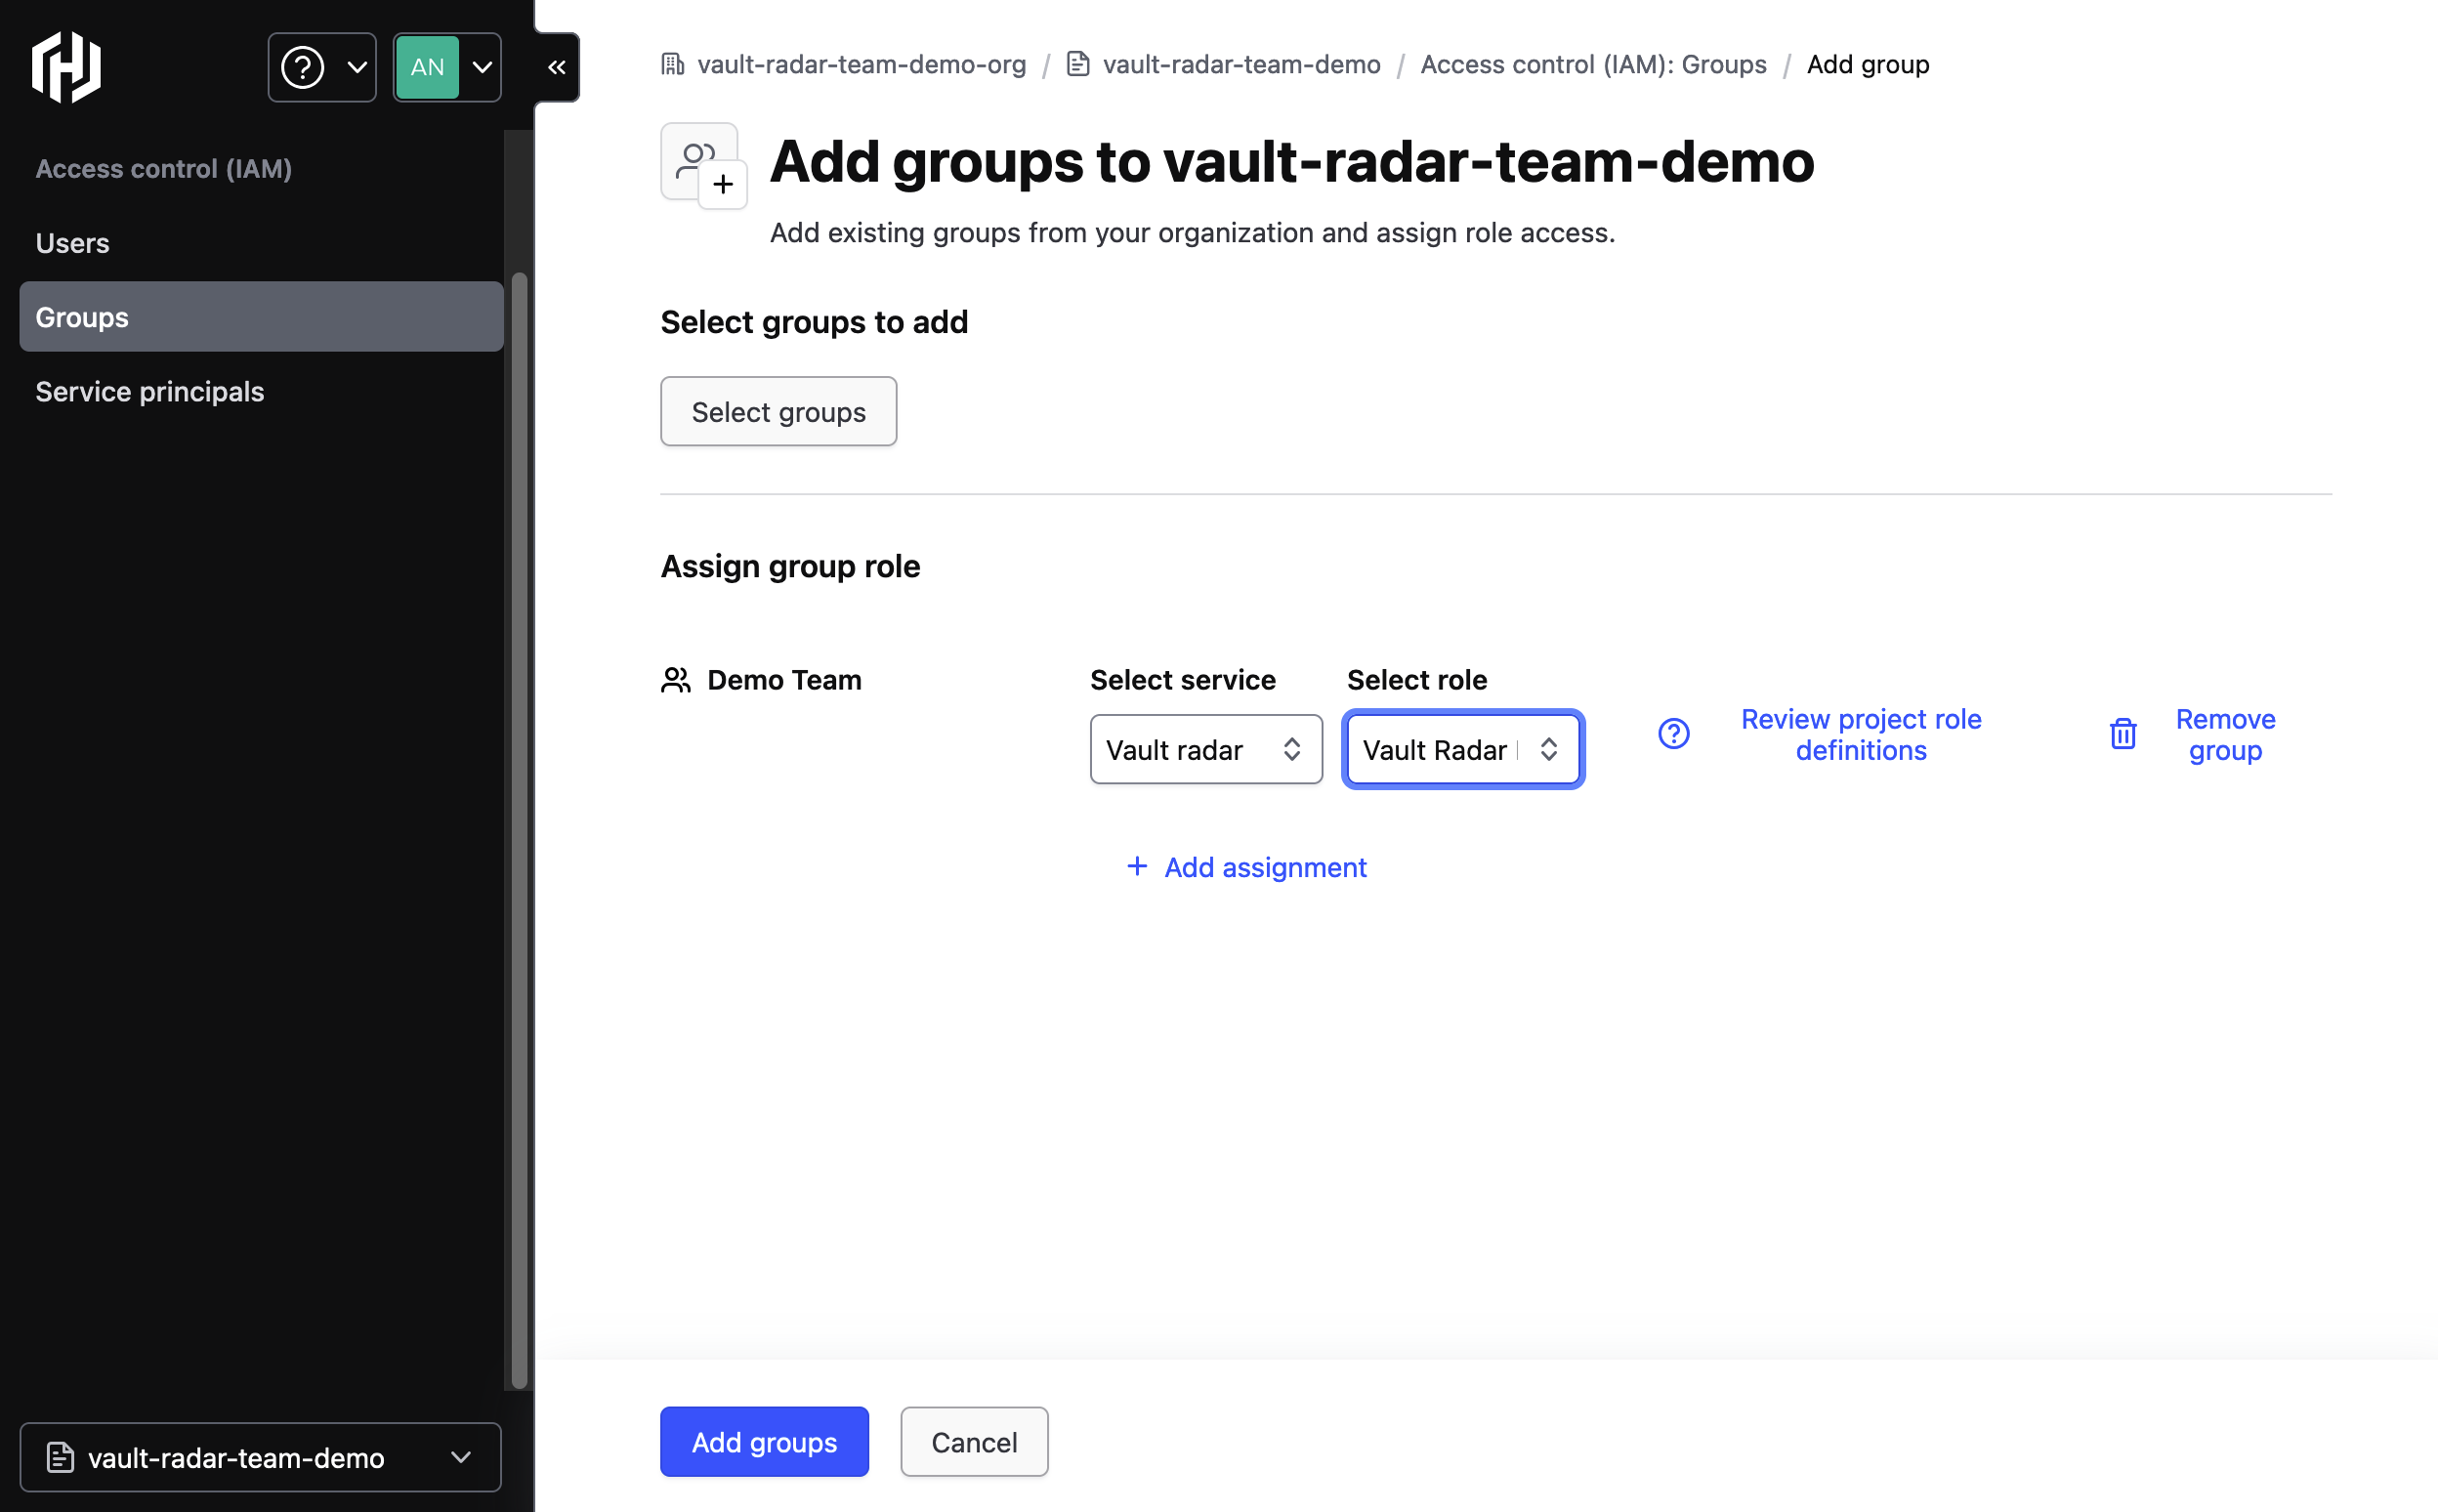 AN
Access control (IAM)
Users
Groups
Service principals
vault-radar-team-demo
vault-radar-team-demo-org / vault-radar-team-demo / Access control (IAM): Groups / Add group
Add groups to vault-radar-team-demo
Add existing groups from your organization and assign role access.
Select groups to add
Select groups
Assign group role
Demo Team
Select service
Vault radar
Select role
Vault Radar
Review project role
definitions
Remove
group
+ Add assignment
Add groups
Cancel